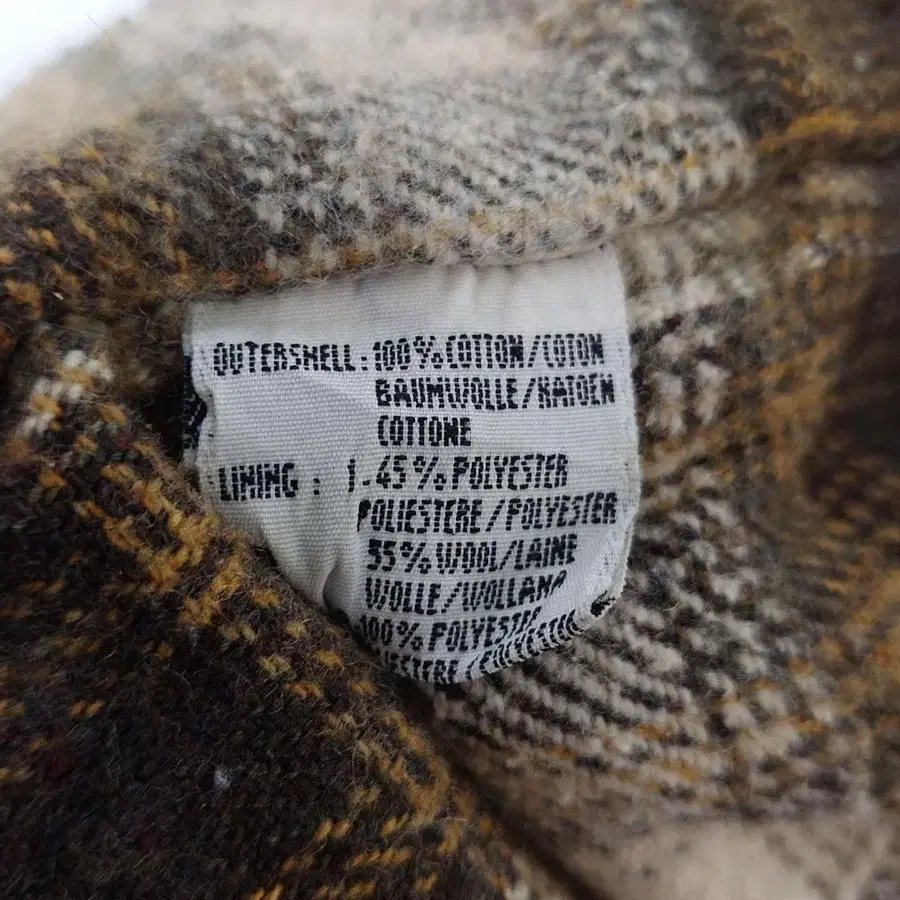 OUTERSHELL: 100% COTTON/COTON
BAUMWOLLE/KATOEN
COTTONE
LINING : 1.45% POLYESTER
POLIESTERE/POLYESTER
55% WOOL/LAINE
WOLLE/WOLLANA
100% POLYESTER